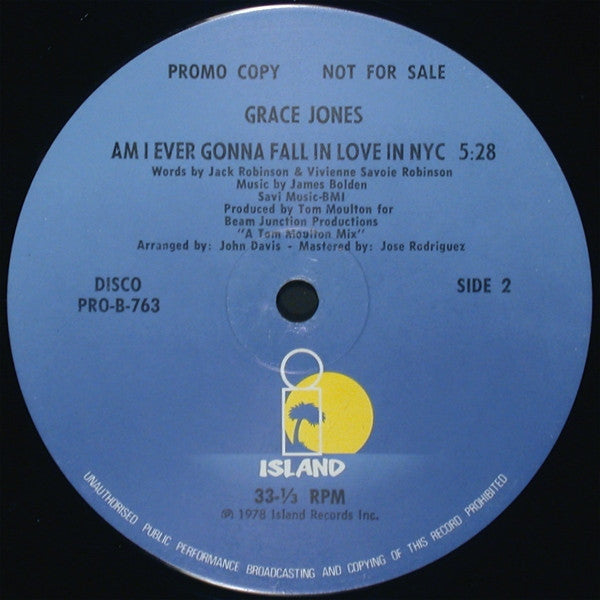 PROMO COPY NOT FOR SALE
GRACE JONES
AM I EVER GONNA FALL IN LOVE IN NYC 5:28
Words by Jack Robinson & Vivienne Savoie Robinson
Music by James Bolden
Savi Music-BMI
Produced by Tom Moulton for
Beam Junction Productions
"A Tom Moulton Mix"
Arranged by: John Davis - Mastered by: Jose Rodriguez
DISCO
PRO-B-763
SIDE 2
ISLAND
33-⅓ RPM
℗ 1978 Island Records Inc.
UNAUTHORISED PUBLIC PERFORMANCE BROADCASTING AND COPYING OF THIS RECORD PROHIBITED